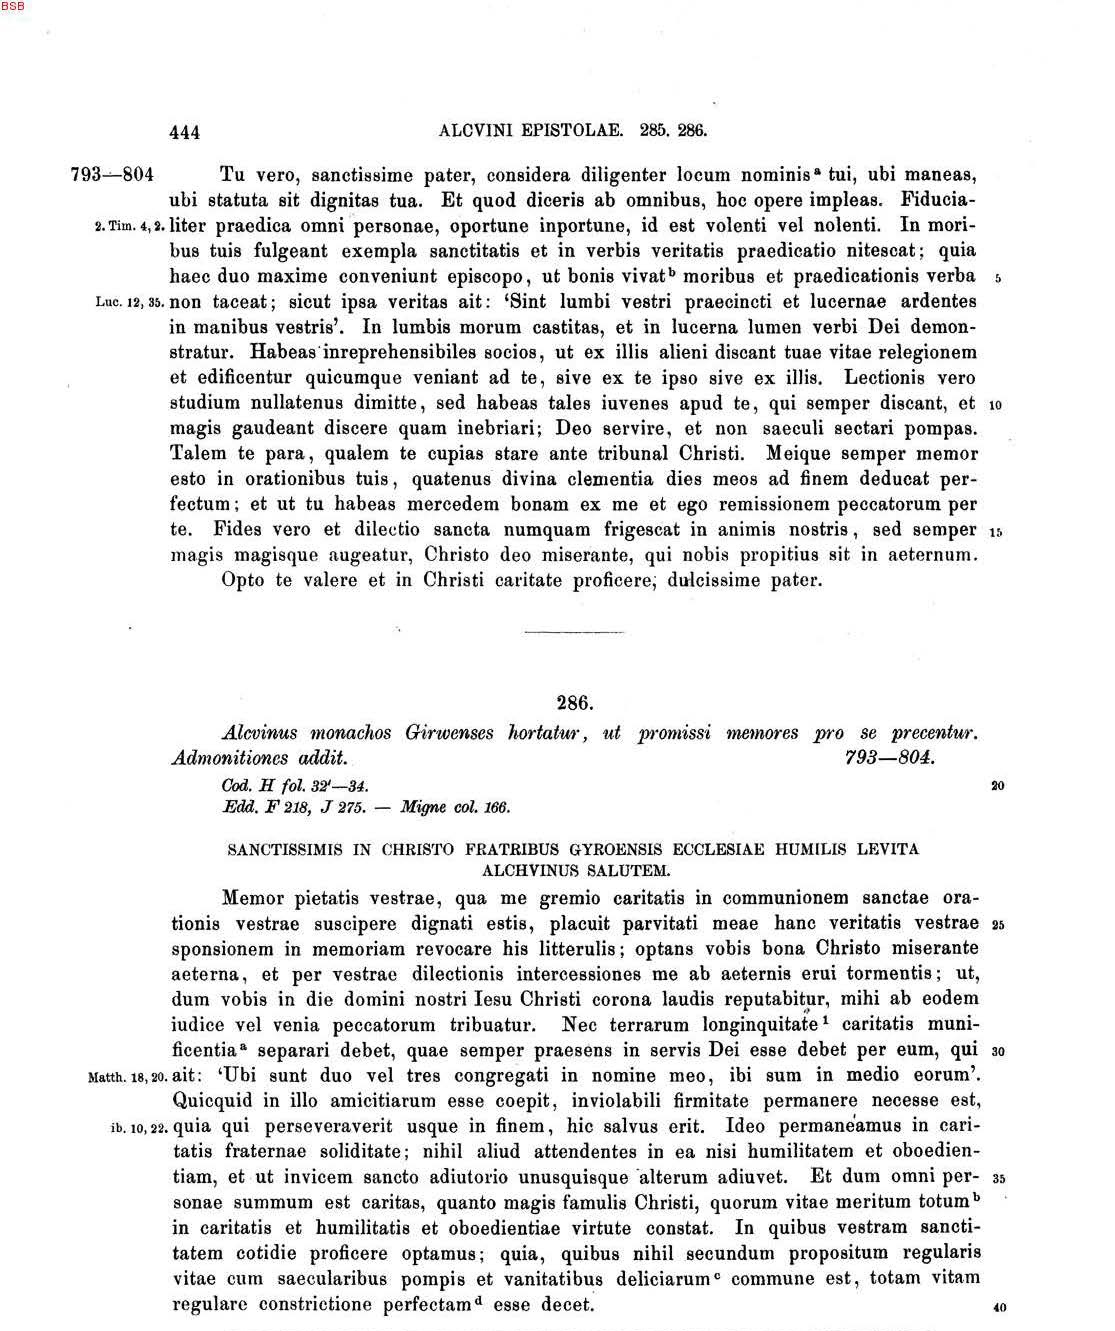 BSB
444 ALCVINI EPISTOLAE. 285. 286.
793—804 Tu vero, sanctissime pater, considera diligenter locum nominisᵃ tui, ubi maneas,
ubi statuta sit dignitas tua. Et quod diceris ab omnibus, hoc opere impleas. Fiducia-
2. Tim. 4, 2. liter praedica omni personae, oportune inportune, id est volenti vel nolenti. In mori-
bus tuis fulgeant exempla sanctitatis et in verbis veritatis praedicatio nitescat; quia
haec duo maxime conveniunt episcopo, ut bonis vivatᵇ moribus et praedicationis verba 5
Luc. 12, 35. non taceat; sicut ipsa veritas ait: ‘Sint lumbi vestri praecincti et lucernae ardentes
in manibus vestris’. In lumbis morum castitas, et in lucerna lumen verbi Dei demon-
stratur. Habeas inreprehensibiles socios, ut ex illis alieni discant tuae vitae relegionem
et edificentur quicumque veniant ad te, sive ex te ipso sive ex illis. Lectionis vero
studium nullatenus dimitte, sed habeas tales iuvenes apud te, qui semper discant, et 10
magis gaudeant discere quam inebriari; Deo servire, et non saeculi sectari pompas.
Talem te para, qualem te cupias stare ante tribunal Christi. Meique semper memor
esto in orationibus tuis, quatenus divina clementia dies meos ad finem deducat per-
fectum; et ut tu habeas mercedem bonam ex me et ego remissionem peccatorum per
te. Fides vero et dilectio sancta numquam frigescat in animis nostris, sed semper 15
magis magisque augeatur, Christo deo miserante, qui nobis propitius sit in aeternum.
Opto te valere et in Christi caritate proficere, dulcissime pater.
286.
Alcvinus monachos Girwenses hortatur, ut promissi memores pro se precentur.
Admonitiones addit. 793—804.
Cod. H fol. 32'—34. 20
Edd. F 218, J 275. — Migne col. 166.
SANCTISSIMIS IN CHRISTO FRATRIBUS GYROENSIS ECCLESIAE HUMILIS LEVITA
ALCHVINUS SALUTEM.
Memor pietatis vestrae, qua me gremio caritatis in communionem sanctae ora-
tionis vestrae suscipere dignati estis, placuit parvitati meae hanc veritatis vestrae 25
sponsionem in memoriam revocare his litterulis; optans vobis bona Christo miserante
aeterna, et per vestrae dilectionis intercessiones me ab aeternis erui tormentis; ut,
dum vobis in die domini nostri Iesu Christi corona laudis reputabitur, mihi ab eodem
iudice vel venia peccatorum tribuatur. Nec terrarum longinquitate¹ caritatis muni-
ficentiaᵃ separari debet, quae semper praesens in servis Dei esse debet per eum, qui 30
Matth. 18, 20. ait: ‘Ubi sunt duo vel tres congregati in nomine meo, ibi sum in medio eorum’.
Quicquid in illo amicitiarum esse coepit, inviolabili firmitate permanere necesse est,
ib. 10, 22. quia qui perseveraverit usque in finem, hic salvus erit. Ideo permaneamus in cari-
tatis fraternae soliditate; nihil aliud attendentes in ea nisi humilitatem et oboedien-
tiam, et ut invicem sancto adiutorio unusquisque alterum adiuvet. Et dum omni per- 35
sonae summum est caritas, quanto magis famulis Christi, quorum vitae meritum totumᵇ
in caritatis et humilitatis et oboedientiae virtute constat. In quibus vestram sancti-
tatem cotidie proficere optamus; quia, quibus nihil secundum propositum regularis
vitae cum saecularibus pompis et vanitatibus deliciarumᶜ commune est, totam vitam
regulare constrictione perfectamᵈ esse decet. 40